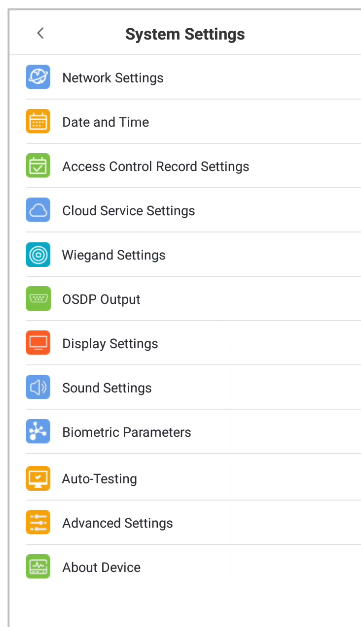 System Settings
Network Settings
Date and Time
Access Control Record Settings
Cloud Service Settings
Wiegand Settings
OSDP Output
Display Settings
Sound Settings
Biometric Parameters
Auto-Testing
Advanced Settings
About Device